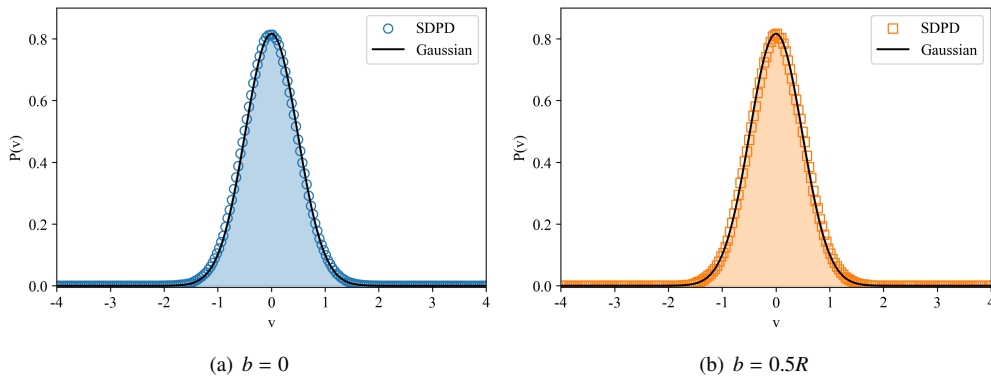 SDPD
Gaussian
P(v)
0.8
0.6
0.4
0.2
0.0
-4 -3 -2 -1 0 1 2 3 4
v
(a) b = 0
SDPD
Gaussian
P(v)
0.8
0.6
0.4
0.2
0.0
-4 -3 -2 -1 0 1 2 3 4
v
(b) b = 0.5R